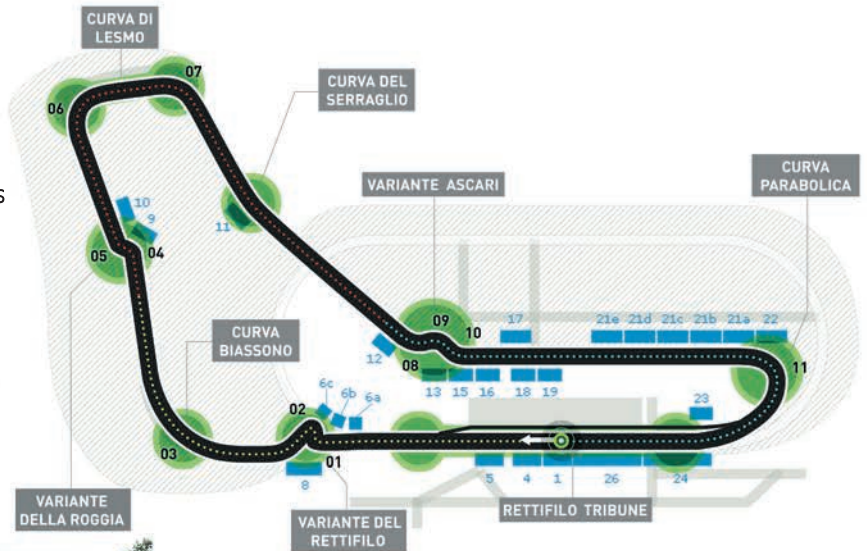 CURVA DI
LESMO
07
06
CURVA DEL
SERRAGLIO
CURVA
PARABOLICA
VARIANTE ASCARI
S
10
9
11
05
04
09
10
17
21e
21d
21c
21b
21a
22
CURVA
BIASSONO
12
08
13
15
16
18
19
11
6c
6b
6a
23
02
03
01
8
5
4
1
26
24
VARIANTE
DELLA ROGGIA
VARIANTE DEL
RETTIFILO
RETTIFILO TRIBUNE